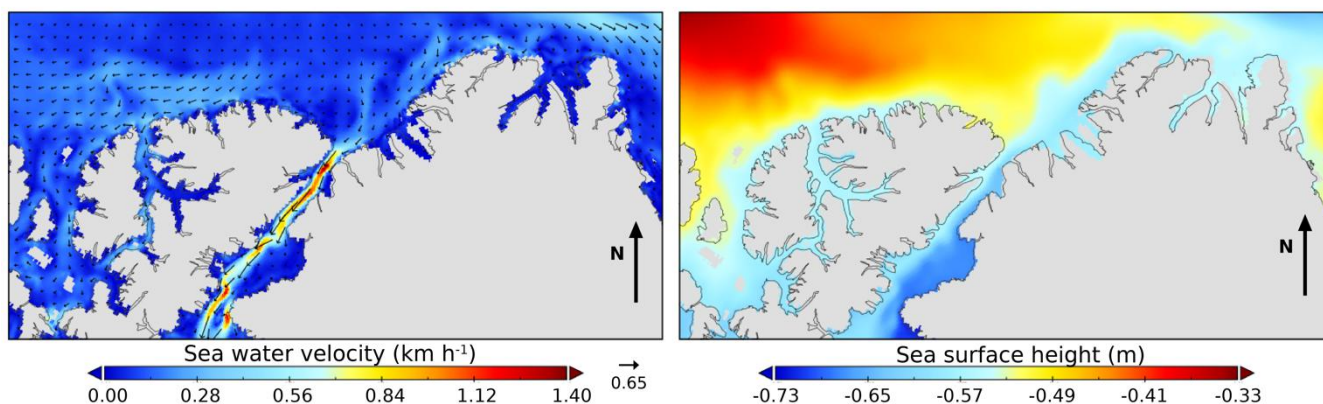 N
N
Sea water velocity (km h⁻¹)
0.65
0.00 0.28 0.56 0.84 1.12 1.40
Sea surface height (m)
-0.73 -0.65 -0.57 -0.49 -0.41 -0.33